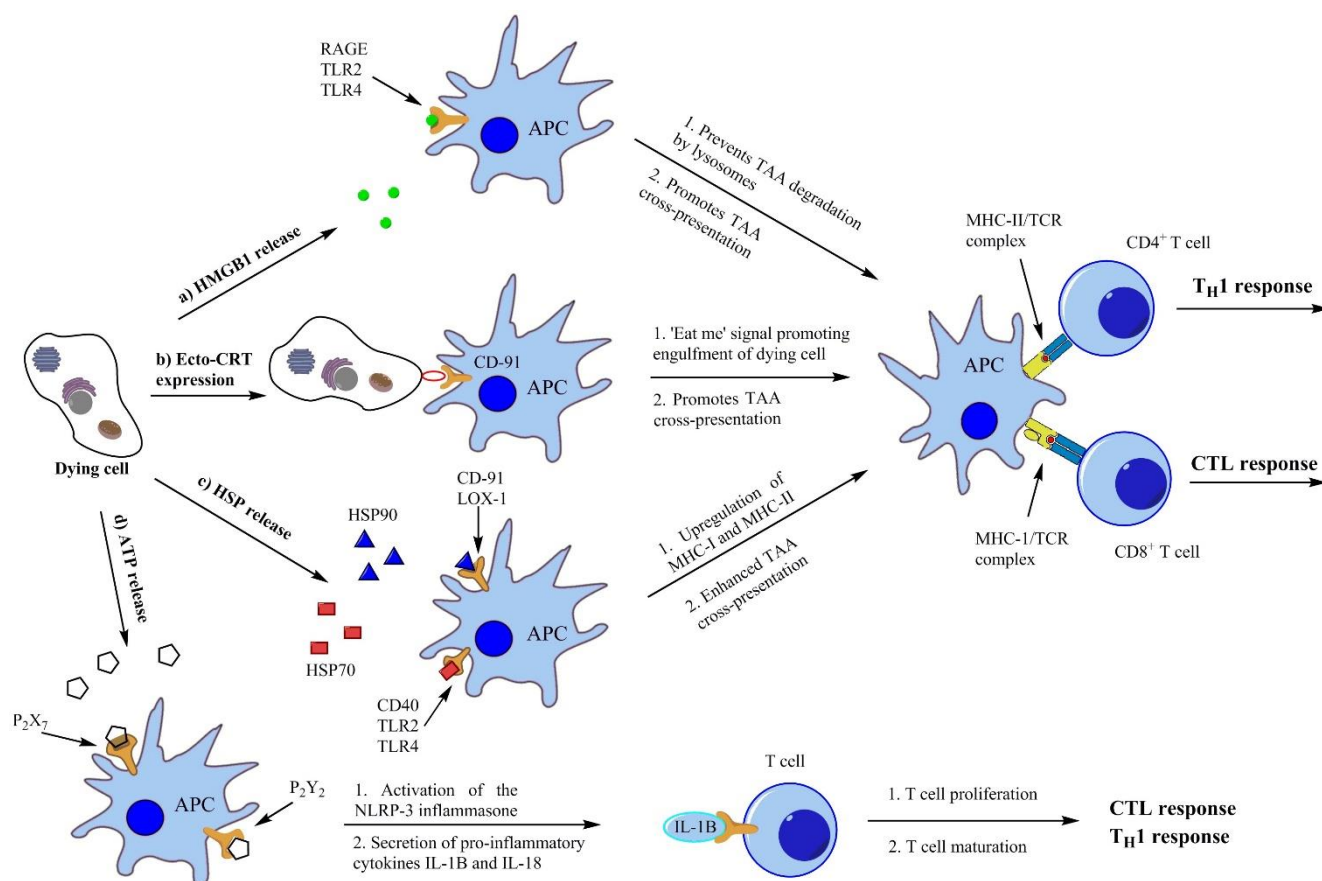 RAGE
TLR2
TLR4
APC
1. Prevents TAA degradation
by lysosomes
2. Promotes TAA
cross-presentation
a) HMGB1 release
MHC-II/TCR
complex
CD4⁺ T cell
T_H1 response
b) Ecto-CRT
expression
CD-91
APC
1. 'Eat me' signal promoting
engulfment of dying cell
2. Promotes TAA
cross-presentation
APC
Dying cell
CTL response
MHC-1/TCR
complex
CD8⁺ T cell
c) HSP release
HSP90
HSP70
CD-91
LOX-1
APC
CD40
TLR2
TLR4
1. Upregulation of
MHC-I and MHC-II
2. Enhanced TAA
cross-presentation
d) ATP release
P₂X₇
APC
P₂Y₂
1. Activation of the
NLRP-3 inflammasone
2. Secretion of pro-inflammatory
cytokines IL-1B and IL-18
T cell
IL-1B
1. T cell proliferation
2. T cell maturation
CTL response
T_H1 response